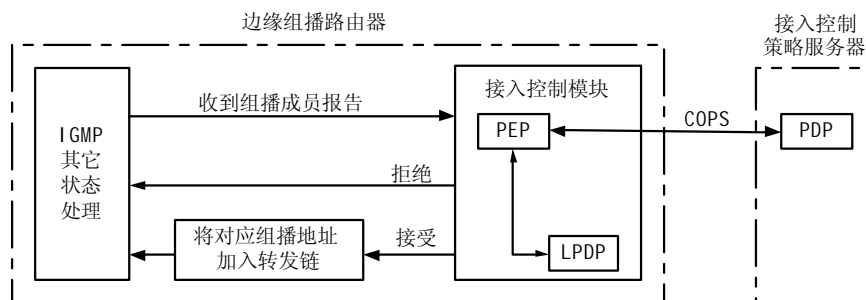 边缘组播路由器
接入控制
策略服务器
IGMP
其它
状态
处理
收到组播成员报告
接入控制模块
PEP
COPS
PDP
拒绝
将对应组播地址
加入转发链
接受
LPDP